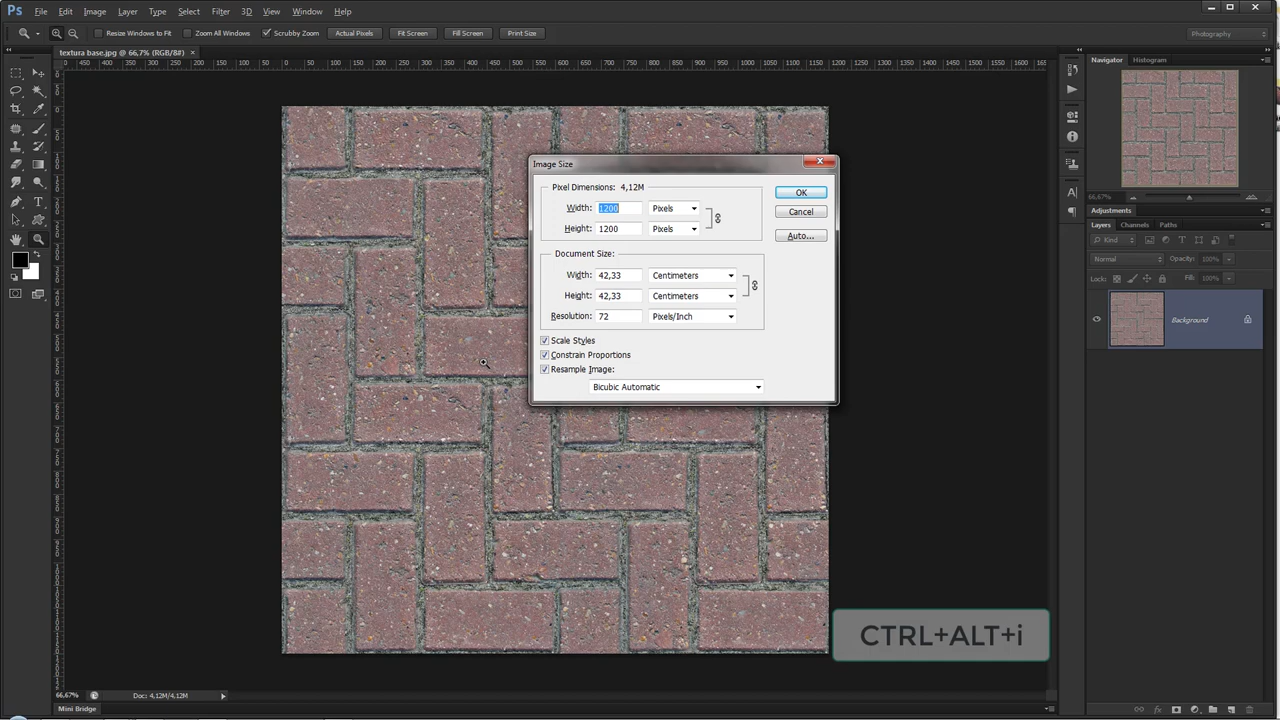 Ps File Edit Image Layer Type Select Filter 3D View Window Help
Resize Windows to Fit Zoom All Windows Scrubby Zoom Actual Pixels Fit Screen Fill Screen Print Size Photography
textura base.jpg @ 66,7% (RGB/8#) ×
Navigator Histogram
Image Size
Pixel Dimensions: 4,12M
Width: 1200 Pixels
Height: 1200 Pixels
OK
Cancel
Auto...
Document Size:
Width: 42,33 Centimeters
Height: 42,33 Centimeters
Resolution: 72 Pixels/Inch
Scale Styles
Constrain Proportions
Resample Image:
Bicubic Automatic
66,67%
Adjustments
Layers Channels Paths
Kind
Normal Opacity: 100%
Lock: Fill: 100%
Background
CTRL+ALT+i
66,67% Doc: 4,12M/4,12M
Mini Bridge